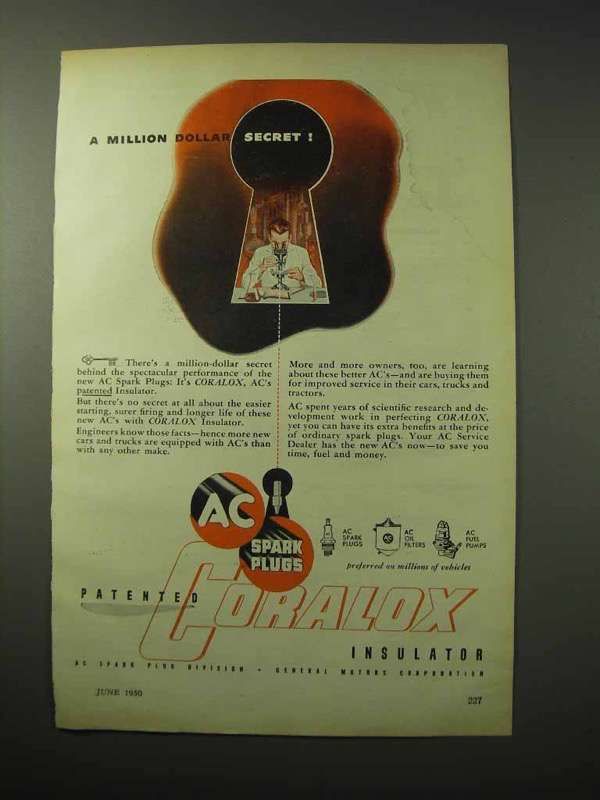 A MILLION DOLLAR SECRET !
There's a million-dollar secret
behind the spectacular performance of the
new AC Spark Plugs: It's CORALOX, AC's
patented Insulator.
But there's no secret at all about the easier
starting, surer firing and longer life of these
new AC's with CORALOX Insulator.
Engineers know those facts—hence more new
cars and trucks are equipped with AC's than
with any other make.
More and more owners, too, are learning
about these better AC's—and are buying them
for improved service in their cars, trucks and
tractors.
AC spent years of scientific research and de-
velopment work in perfecting CORALOX,
yet you can have its extra benefits at the price
of ordinary spark plugs. Your AC Service
Dealer has the new AC's now—to save you
time, fuel and money.
AC
SPARK
PLUGS
AC
SPARK
PLUGS
AC
AC
OIL
FILTERS
AC
FUEL
PUMPS
preferred on millions of vehicles
PATENTED
CORALOX
INSULATOR
AC SPARK PLUG DIVISION • GENERAL MOTORS CORPORATION
JUNE 1950
237